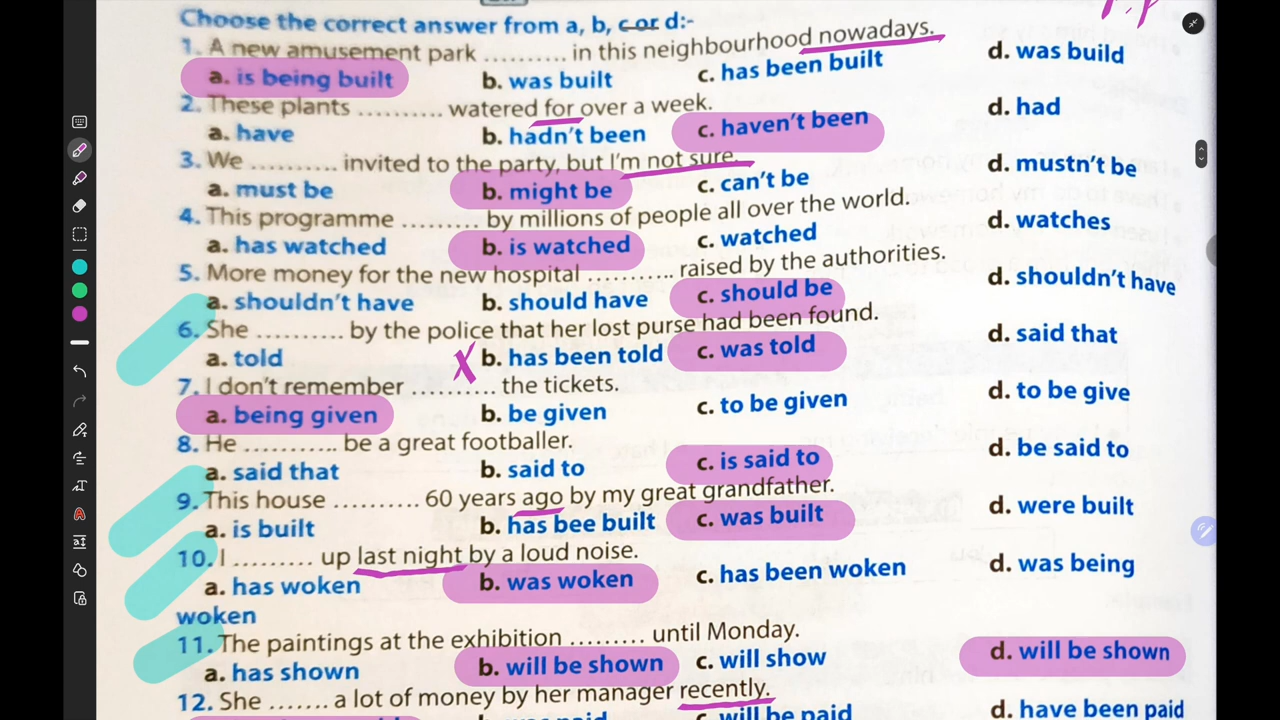 Choose the correct answer from a, b, c or d:-
1. A new amusement park .......... in this neighbourhood nowadays.
a. is being built b. was built c. has been built d. was build
2. These plants .......... watered for over a week.
a. have b. hadn't been c. haven't been d. had
3. We .......... invited to the party, but I'm not sure.
a. must be b. might be c. can't be d. mustn't be
4. This programme ......... by millions of people all over the world.
a. has watched b. is watched c. watched d. watches
5. More money for the new hospital ........... raised by the authorities.
a. shouldn't have b. should have c. should be d. shouldn't have
6. She ........... by the police that her lost purse had been found.
a. told b. has been told c. was told d. said that
7. I don't remember ........... the tickets.
a. being given b. be given c. to be given d. to be give
8. He ............ be a great footballer.
a. said that b. said to c. is said to d. be said to
9. This house .......... 60 years ago by my great grandfather.
a. is built b. has bee built c. was built d. were built
10. I ......... up last night by a loud noise.
a. has woken b. was woken c. has been woken d. was being
woken
11. The paintings at the exhibition ......... until Monday.
a. has shown b. will be shown c. will show d. will be shown
12. She ....... a lot of money by her manager recently.
b. was paid c. will be paid d. have been paid